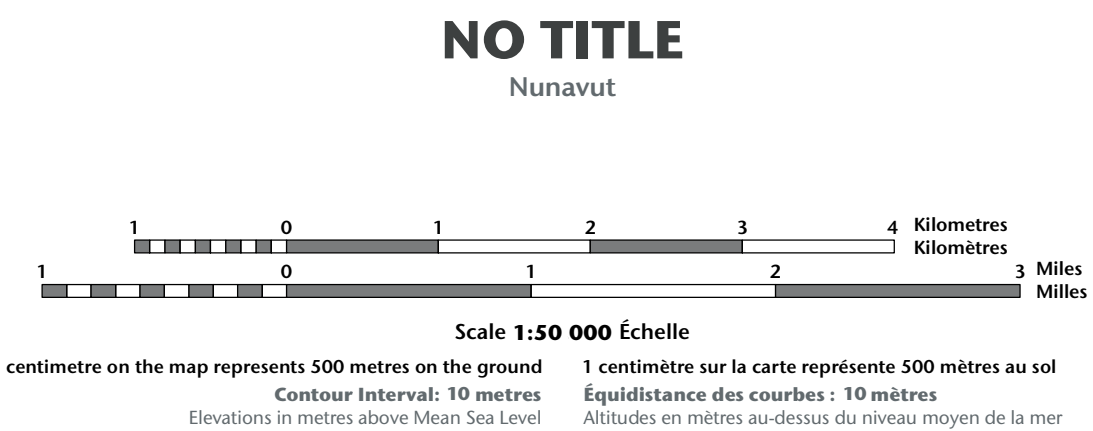 NO TITLE
Nunavut
1 0 1 2 3 4 Kilometres
Kilomètres
1 0 1 2 3 Miles
Milles
Scale 1:50 000 Échelle
centimetre on the map represents 500 metres on the ground
Contour Interval: 10 metres
Elevations in metres above Mean Sea Level
1 centimètre sur la carte représente 500 mètres au sol
Équidistance des courbes : 10 mètres
Altitudes en mètres au-dessus du niveau moyen de la mer